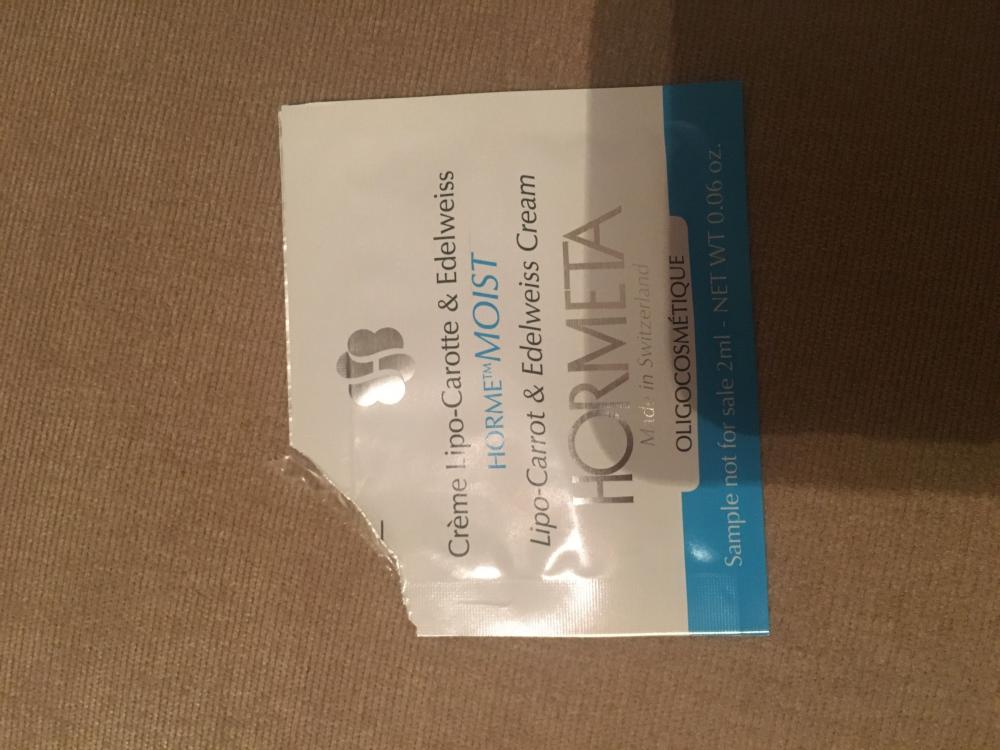 Crème Lipo-Carotte & Edelweiss
HORME™MOIST
Lipo-Carrot & Edelweiss Cream
HORMETA
Made in Switzerland
OLIGOCOSMÉTIQUE
Sample not for sale 2ml - NET WT 0.06 oz.